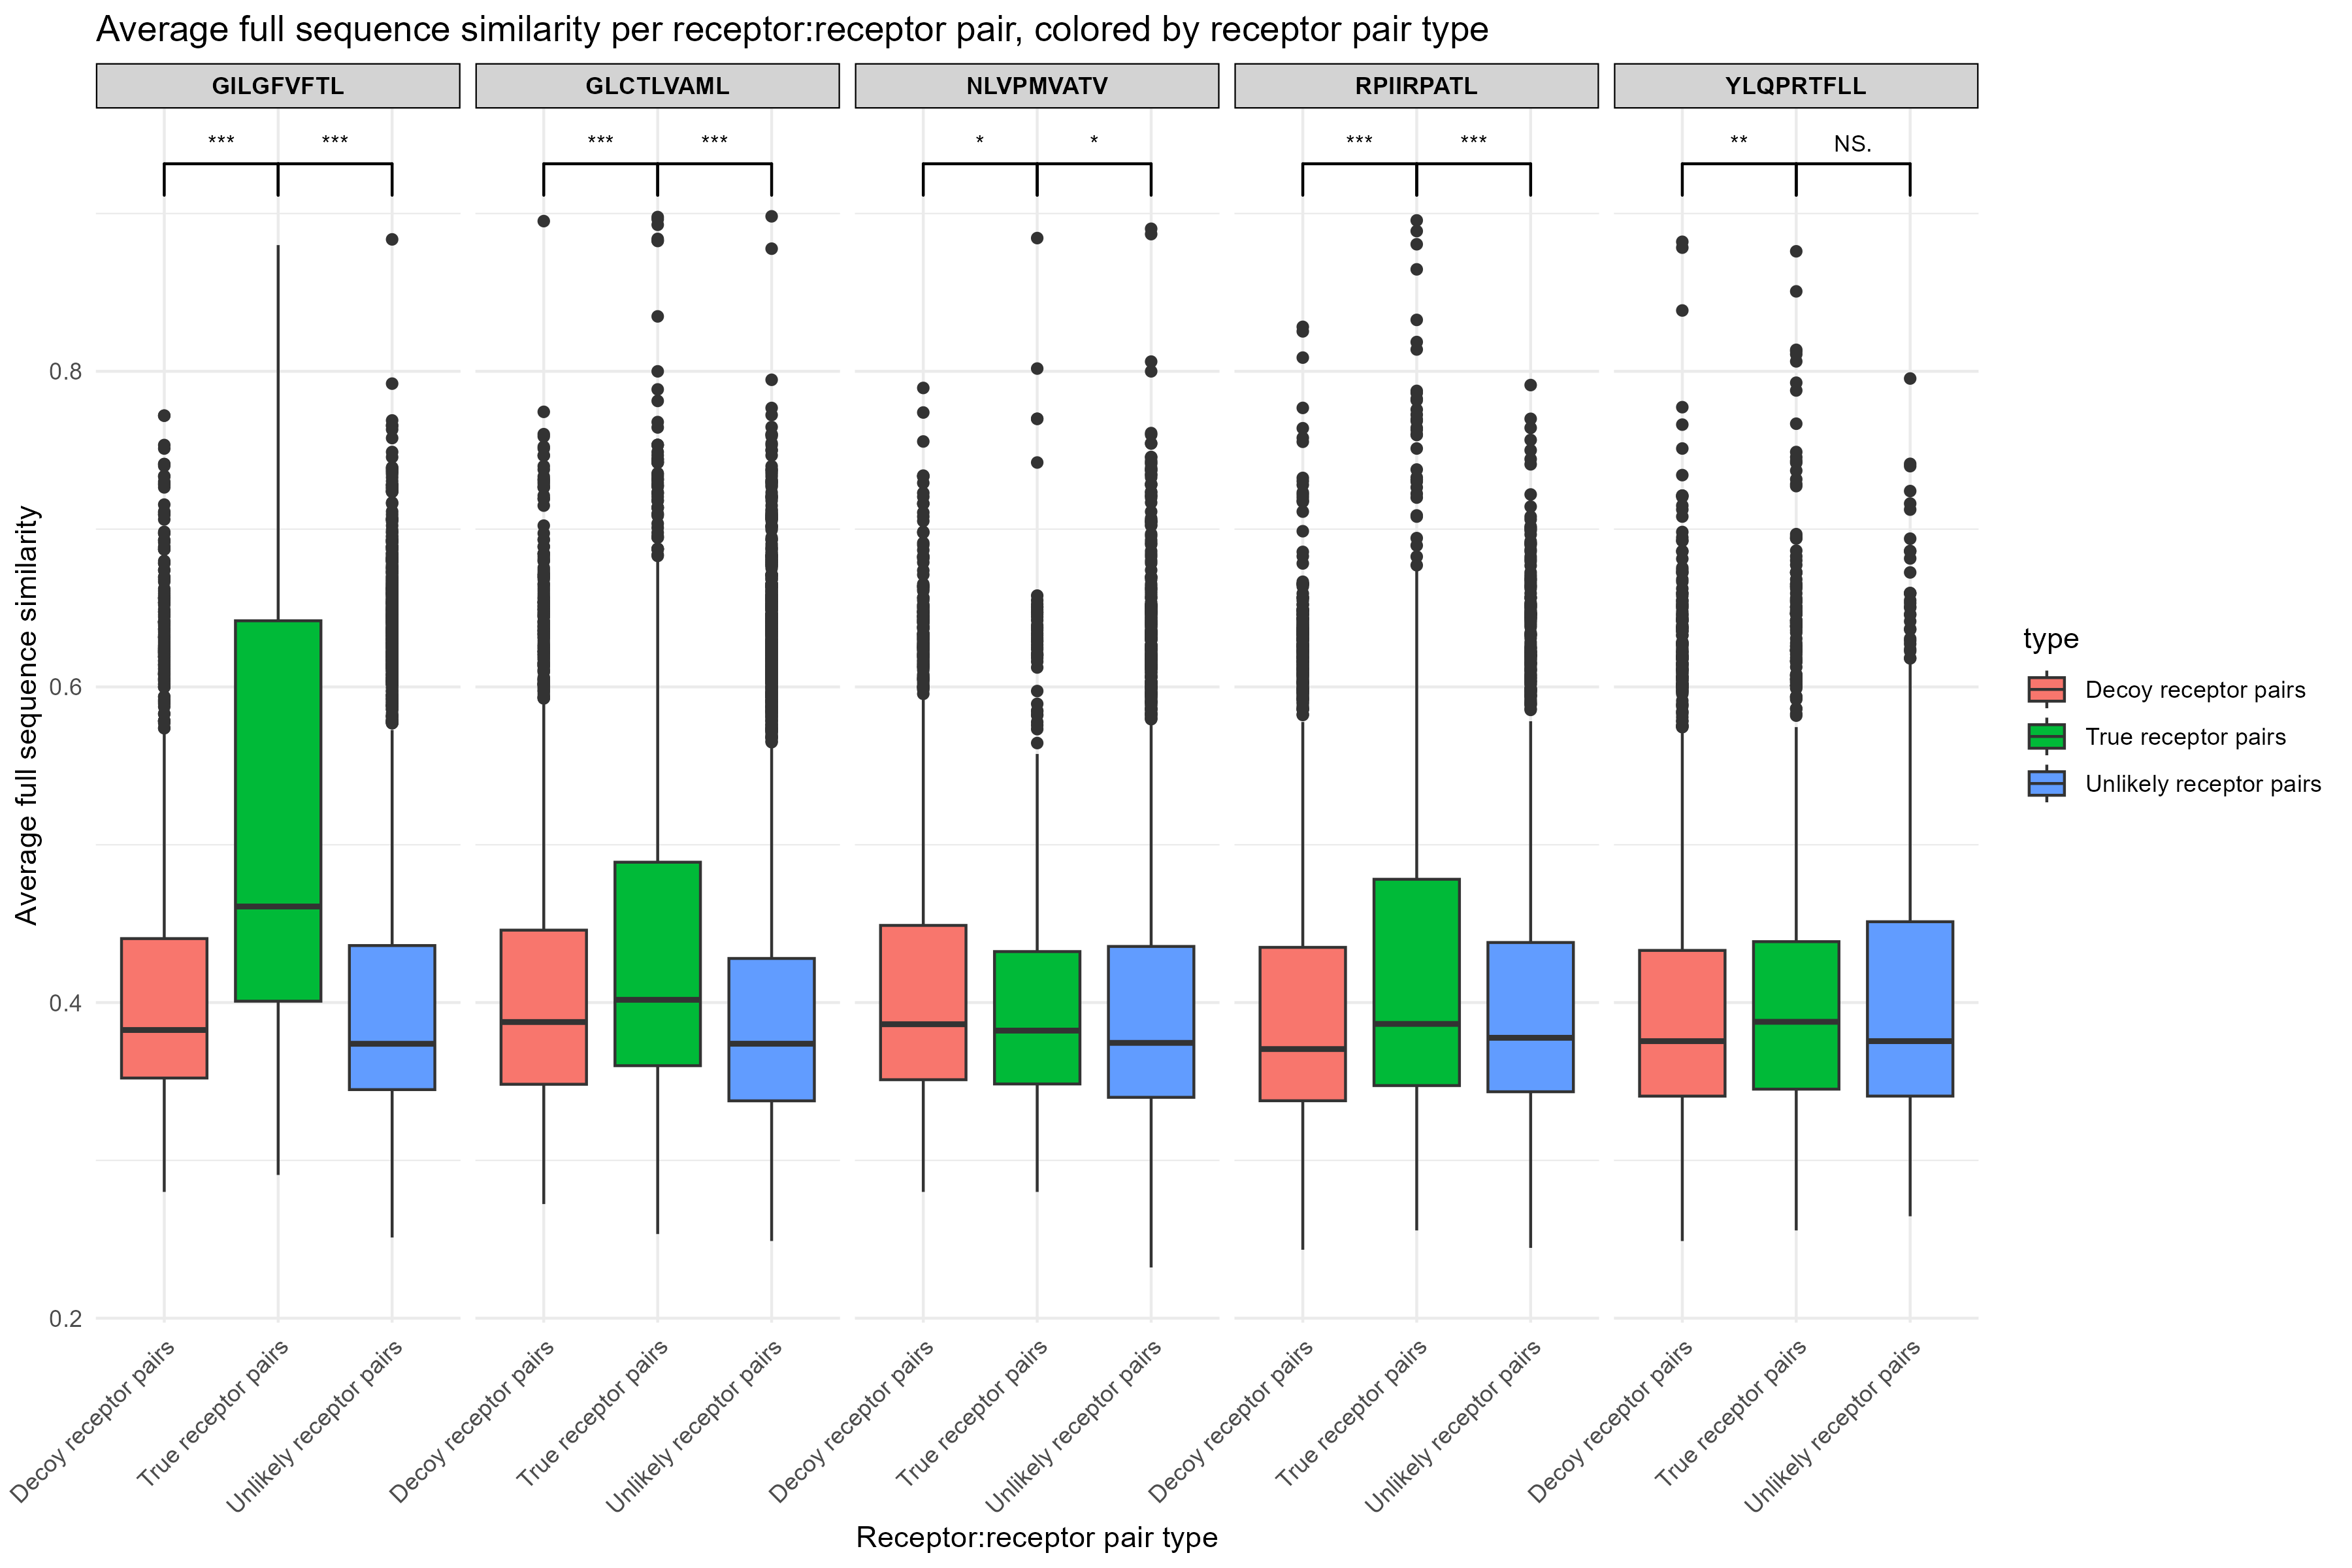 Average full sequence similarity per receptor:receptor pair, colored by receptor pair type
GILGFVFTL
GLCTLVAML
NLVPMVATV
RPIIRPATL
YLQPRTFLL
*** ***
*** ***
* *
*** ***
** NS.
Average full sequence similarity
0.8
0.6
0.4
0.2
Decoy receptor pairs
True receptor pairs
Unlikely receptor pairs
Decoy receptor pairs
True receptor pairs
Unlikely receptor pairs
Decoy receptor pairs
True receptor pairs
Unlikely receptor pairs
Decoy receptor pairs
True receptor pairs
Unlikely receptor pairs
Decoy receptor pairs
True receptor pairs
Unlikely receptor pairs
Receptor:receptor pair type
type
Decoy receptor pairs
True receptor pairs
Unlikely receptor pairs